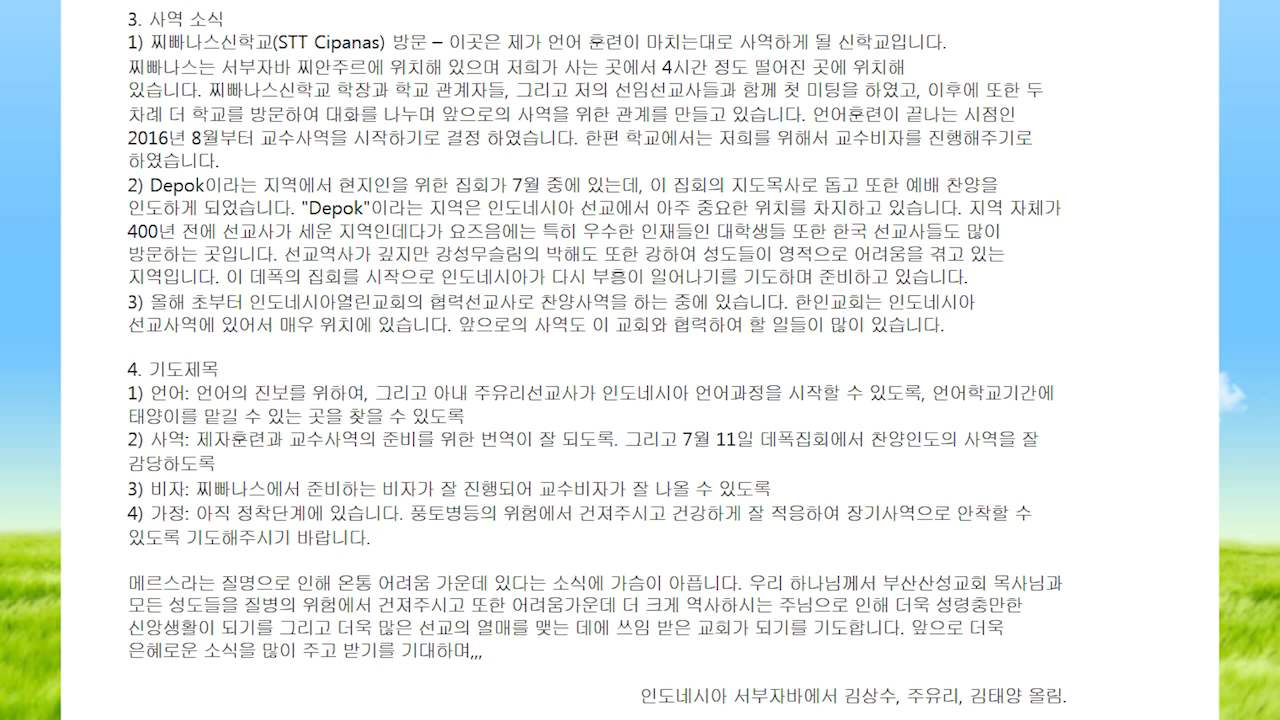 3. 사역 소식
1) 찌빠나스신학교(STT Cipanas) 방문 – 이곳은 제가 언어 훈련이 마치는대로 사역하게 될 신학교입니다.
찌빠나스는 서부자바 찌안주르에 위치해 있으며 저희가 사는 곳에서 4시간 정도 떨어진 곳에 위치해
있습니다. 찌빠나스신학교 학장과 학교 관계자들, 그리고 저의 선임선교사들과 함께 첫 미팅을 하였고, 이후에 또한 두
차례 더 학교를 방문하여 대화를 나누며 앞으로의 사역을 위한 관계를 만들고 있습니다. 언어훈련이 끝나는 시점인
2016년 8월부터 교수사역을 시작하기로 결정 하였습니다. 한편 학교에서는 저희를 위해서 교수비자를 진행해주기로
하였습니다.
2) Depok이라는 지역에서 현지인을 위한 집회가 7월 중에 있는데, 이 집회의 지도목사로 돕고 또한 예배 찬양을
인도하게 되었습니다. "Depok"이라는 지역은 인도네시아 선교에서 아주 중요한 위치를 차지하고 있습니다. 지역 자체가
400년 전에 선교사가 세운 지역인데다가 요즈음에는 특히 우수한 인재들인 대학생들 또한 한국 선교사들도 많이
방문하는 곳입니다. 선교역사가 깊지만 강성무슬림의 박해도 또한 강하여 성도들이 영적으로 어려움을 겪고 있는
지역입니다. 이 데폭의 집회를 시작으로 인도네시아가 다시 부흥이 일어나기를 기도하며 준비하고 있습니다.
3) 올해 초부터 인도네시아열린교회의 협력선교사로 찬양사역을 하는 중에 있습니다. 한인교회는 인도네시아
선교사역에 있어서 매우 위치에 있습니다. 앞으로의 사역도 이 교회와 협력하여 할 일들이 많이 있습니다.
4. 기도제목
1) 언어: 언어의 진보를 위하여, 그리고 아내 주유리선교사가 인도네시아 언어과정을 시작할 수 있도록, 언어학교기간에
태양이를 맡길 수 있는 곳을 찾을 수 있도록
2) 사역: 제자훈련과 교수사역의 준비를 위한 번역이 잘 되도록. 그리고 7월 11일 데폭집회에서 찬양인도의 사역을 잘
감당하도록
3) 비자: 찌빠나스에서 준비하는 비자가 잘 진행되어 교수비자가 잘 나올 수 있도록
4) 가정: 아직 정착단계에 있습니다. 풍토병등의 위험에서 건져주시고 건강하게 잘 적응하여 장기사역으로 안착할 수
있도록 기도해주시기 바랍니다.
메르스라는 질명으로 인해 온통 어려움 가운데 있다는 소식에 가슴이 아픕니다. 우리 하나님께서 부산산성교회 목사님과
모든 성도들을 질병의 위험에서 건져주시고 또한 어려움가운데 더 크게 역사하시는 주님으로 인해 더욱 성령충만한
신앙생활이 되기를 그리고 더욱 많은 선교의 열매를 맺는 데에 쓰임 받은 교회가 되기를 기도합니다. 앞으로 더욱
은혜로운 소식을 많이 주고 받기를 기대하며,,,
인도네시아 서부자바에서 김상수, 주유리, 김태양 올림.